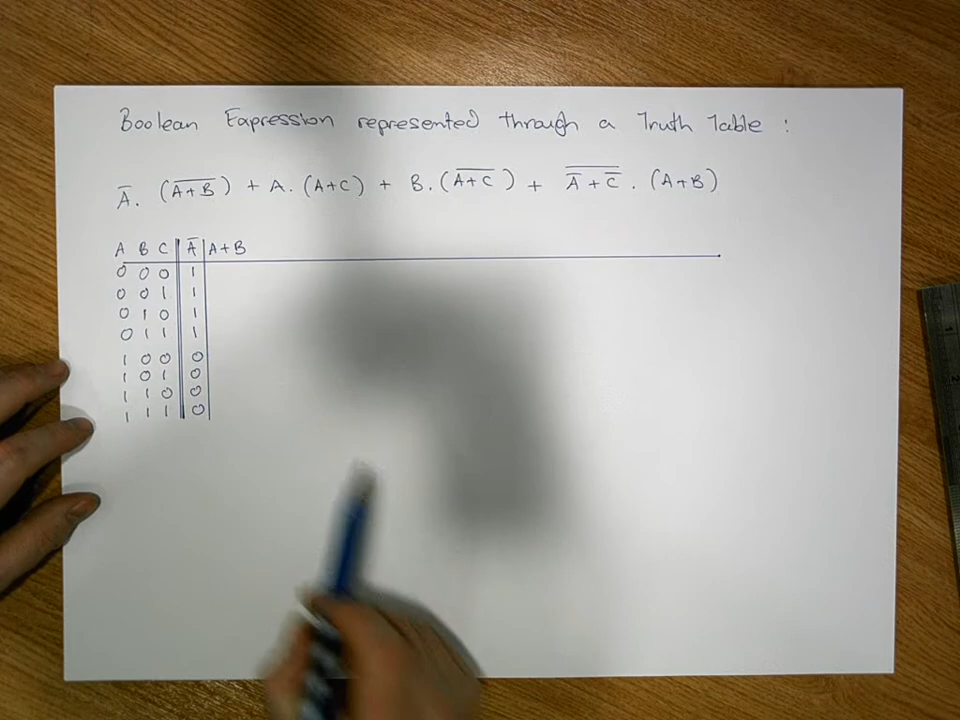 Boolean Expression represented through a Truth Table :
A̅. (A̅+̅B̅) + A. (A+C) + B. (A̅+̅C̅) + A̿ ̅+̅ ̅C̿ . (A+B)
A B C A̅ A+B
0 0 0 1
0 0 1 1
0 1 0 1
0 1 1 1
1 0 0 0
1 0 1 0
1 1 0 0
1 1 1 0